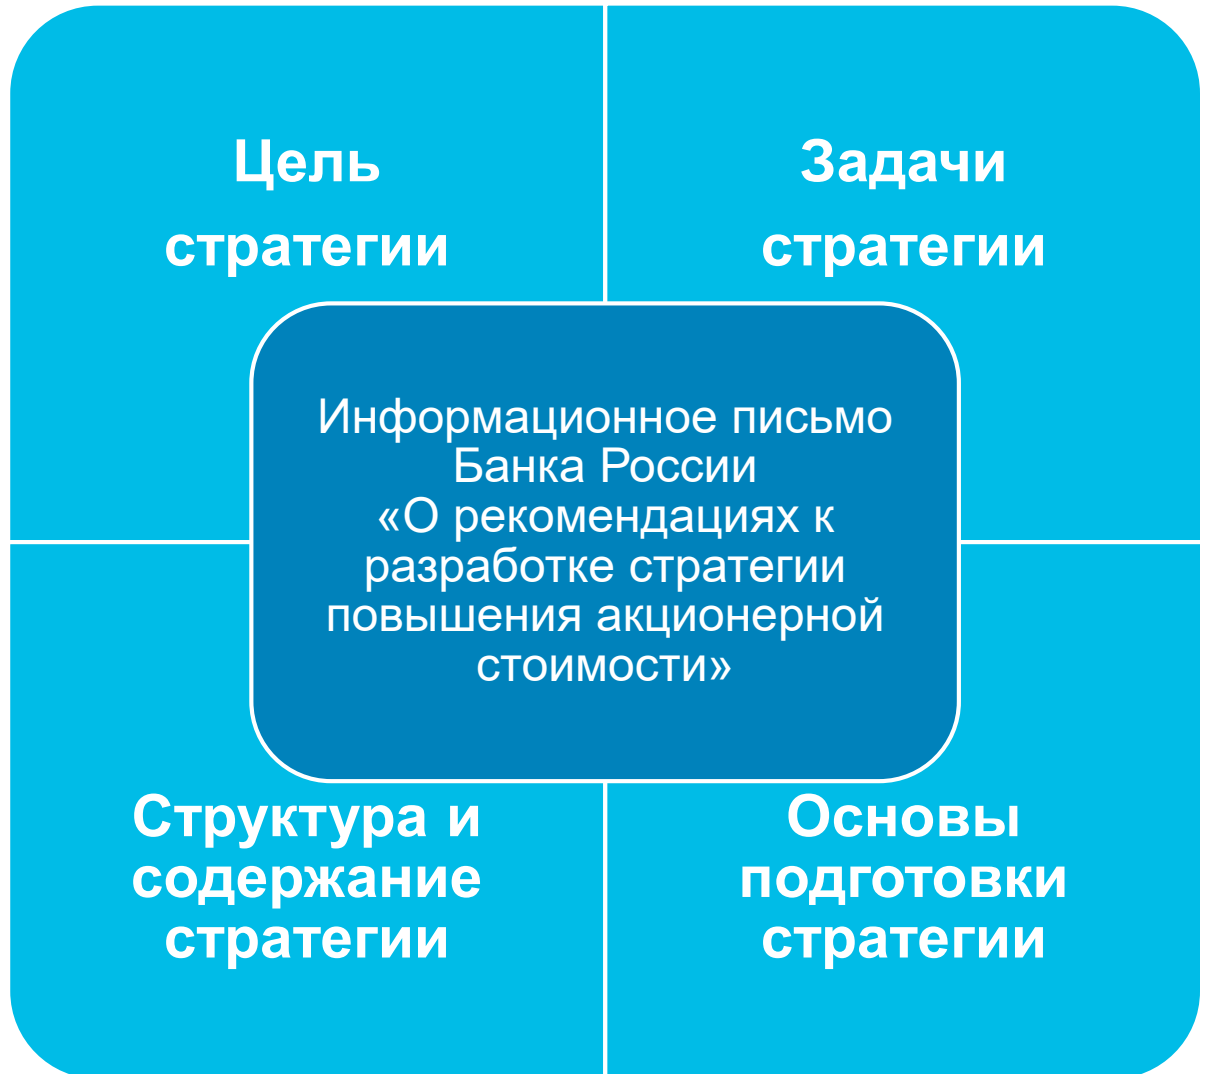 Цель
стратегии
Задачи
стратегии
Информационное письмо
Банка России
«О рекомендациях к
разработке стратегии
повышения акционерной
стоимости»
Структура и
содержание
стратегии
Основы
подготовки
стратегии